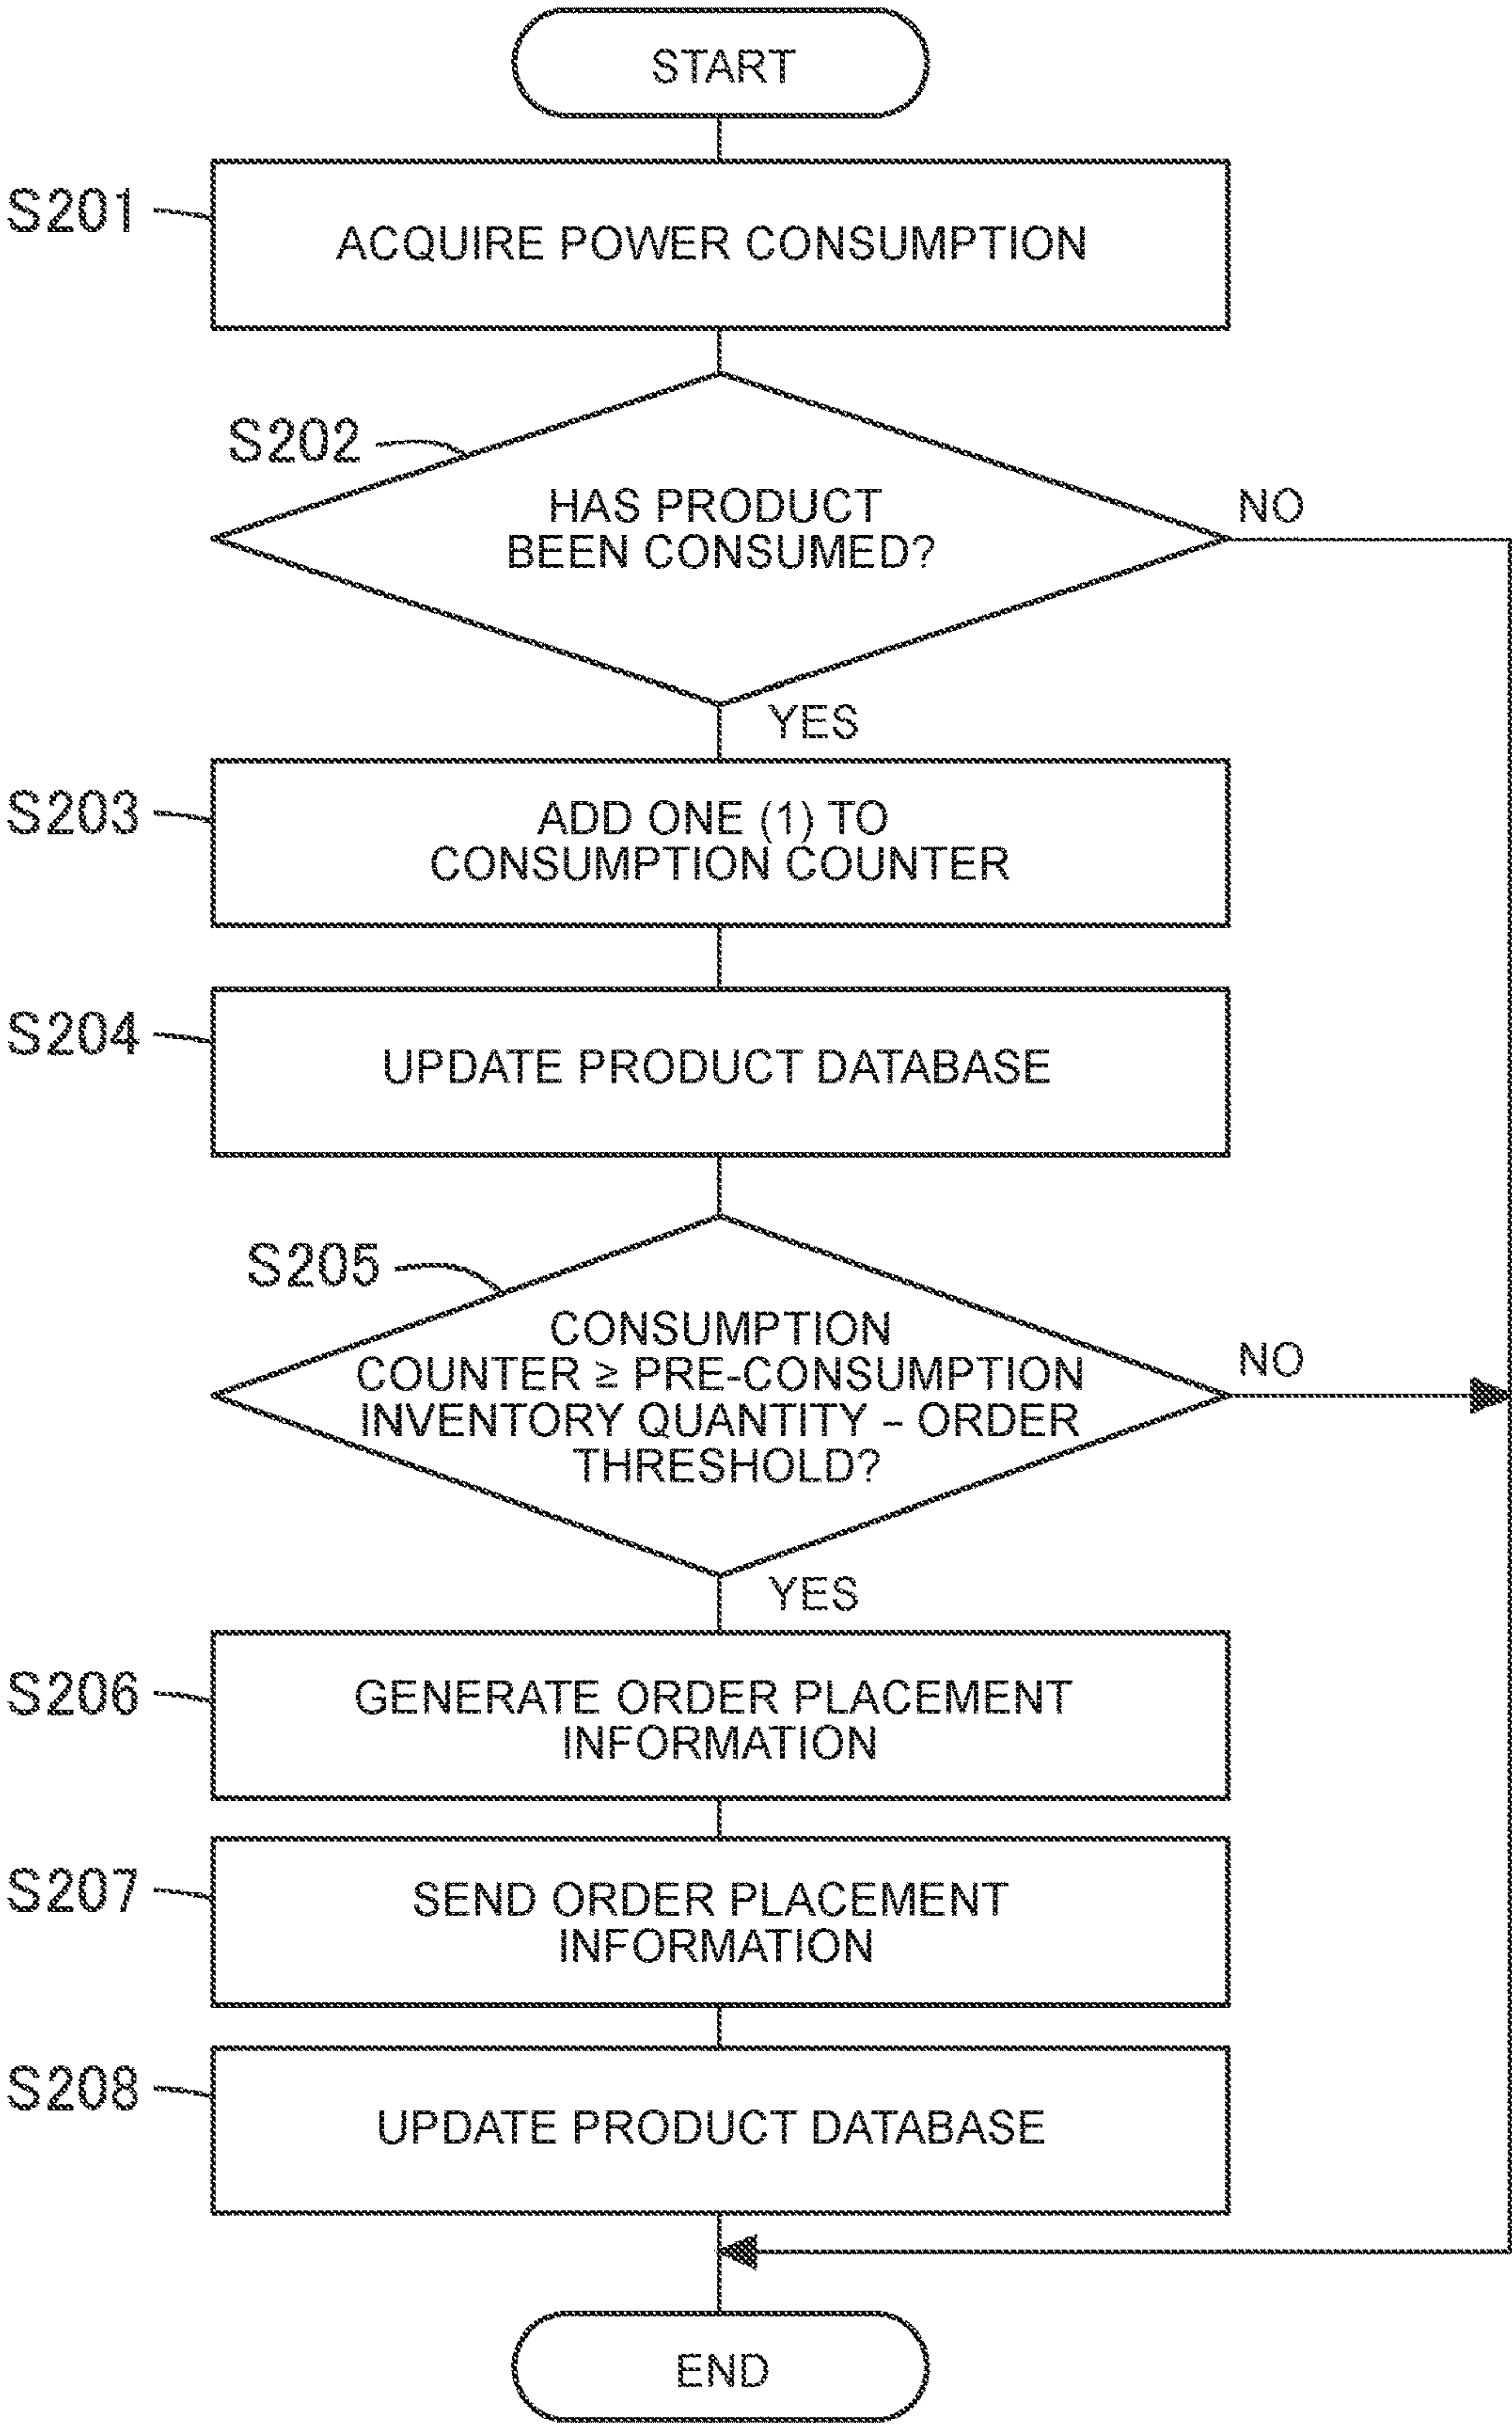 START
S201
ACQUIRE POWER CONSUMPTION
S202
HAS PRODUCT
BEEN CONSUMED?
NO
YES
S203
ADD ONE (1) TO
CONSUMPTION COUNTER
S204
UPDATE PRODUCT DATABASE
S205
CONSUMPTION
COUNTER ≥ PRE-CONSUMPTION
INVENTORY QUANTITY – ORDER
THRESHOLD?
NO
YES
S206
GENERATE ORDER PLACEMENT
INFORMATION
S207
SEND ORDER PLACEMENT
INFORMATION
S208
UPDATE PRODUCT DATABASE
END